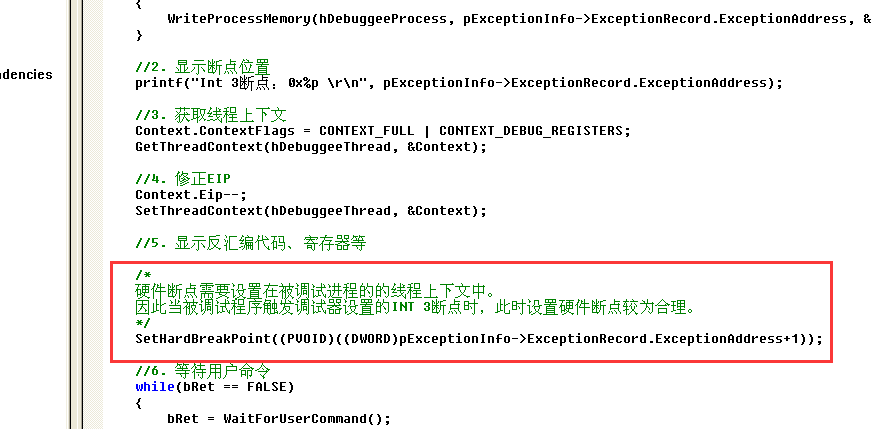 ndencies
{
WriteProcessMemory(hDebuggeeProcess, pExceptionInfo->ExceptionRecord.ExceptionAddress, &
}
//2. 显示断点位置
printf("Int 3断点: 0x%p \r\n", pExceptionInfo->ExceptionRecord.ExceptionAddress);
//3. 获取线程上下文
Context.ContextFlags = CONTEXT_FULL | CONTEXT_DEBUG_REGISTERS;
GetThreadContext(hDebuggeeThread, &Context);
//4. 修正EIP
Context.Eip--;
SetThreadContext(hDebuggeeThread, &Context);
//5. 显示反汇编代码、寄存器等
/*
硬件断点需要设置在被调试进程的的线程上下文中。
因此当被调试程序触发调试器设置的INT 3断点时，此时设置硬件断点较为合理。
*/
SetHardBreakPoint((PVOID)((DWORD)pExceptionInfo->ExceptionRecord.ExceptionAddress+1));
//6. 等待用户命令
while(bRet == FALSE)
{
bRet = WaitForUserCommand();